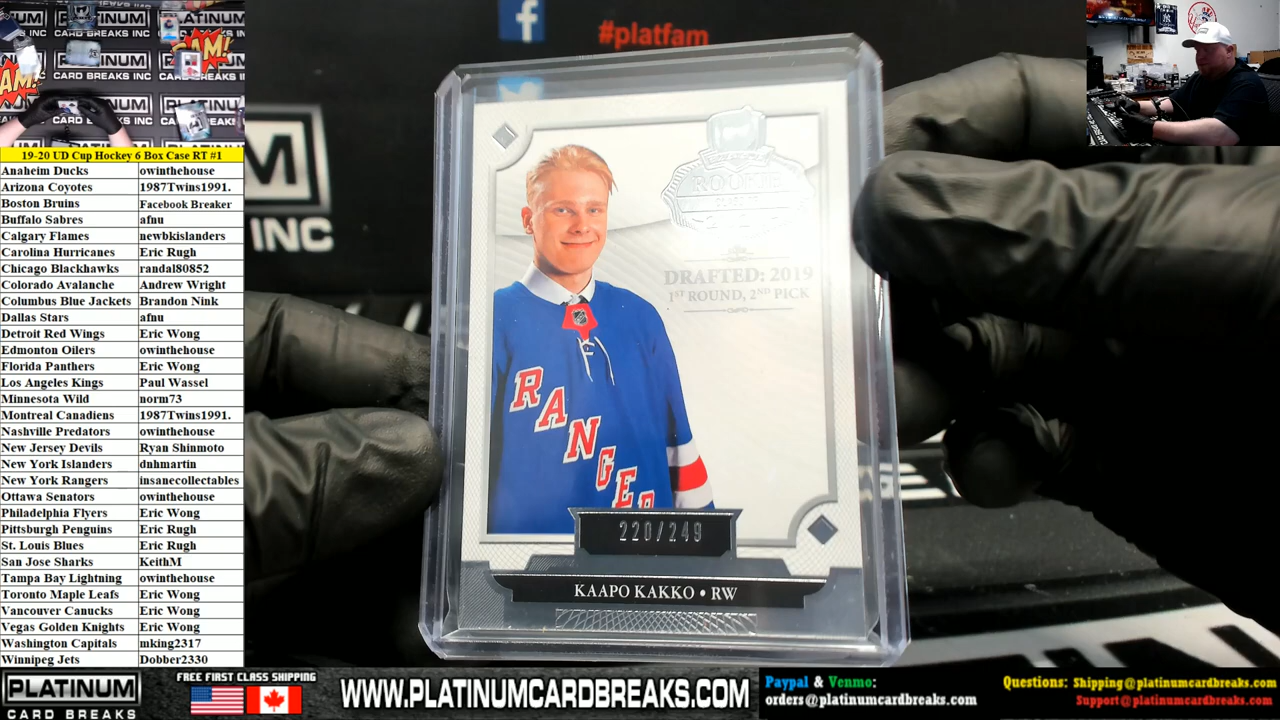 PLATINUM
CARD BREAKS INC
#platfam
19-20 UD Cup Hockey 6 Box Case RT #1
Anaheim Ducks owinthehouse
Arizona Coyotes 1987Twins1991.
Boston Bruins Facebook Breaker
Buffalo Sabres afnu
Calgary Flames newbkislanders
Carolina Hurricanes Eric Rugh
Chicago Blackhawks randal80852
Colorado Avalanche Andrew Wright
Columbus Blue Jackets Brandon Nink
Dallas Stars afnu
Detroit Red Wings Eric Wong
Edmonton Oilers owinthehouse
Florida Panthers Eric Wong
Los Angeles Kings Paul Wassel
Minnesota Wild norm73
Montreal Canadiens 1987Twins1991.
Nashville Predators owinthehouse
New Jersey Devils Ryan Shinmoto
New York Islanders dnhmartin
New York Rangers insanecollectables
Ottawa Senators owinthehouse
Philadelphia Flyers Eric Wong
Pittsburgh Penguins Eric Rugh
St. Louis Blues Eric Rugh
San Jose Sharks KeithM
Tampa Bay Lightning owinthehouse
Toronto Maple Leafs Eric Wong
Vancouver Canucks Eric Wong
Vegas Golden Knights Eric Wong
Washington Capitals mking2317
Winnipeg Jets Dobber2330
INC
ROOKIE
DRAFTED: 2019
1ST ROUND, 2ND PICK
RANGER
220/249
KAAPO KAKKO • RW
PLATINUM
CARD BREAKS
FREE FIRST CLASS SHIPPING
WWW.PLATINUMCARDBREAKS.COM
Paypal & Venmo:
orders@platinumcardbreaks.com
Questions: Shipping@platinumcardbreaks.com
Support@platinumcardbreaks.com